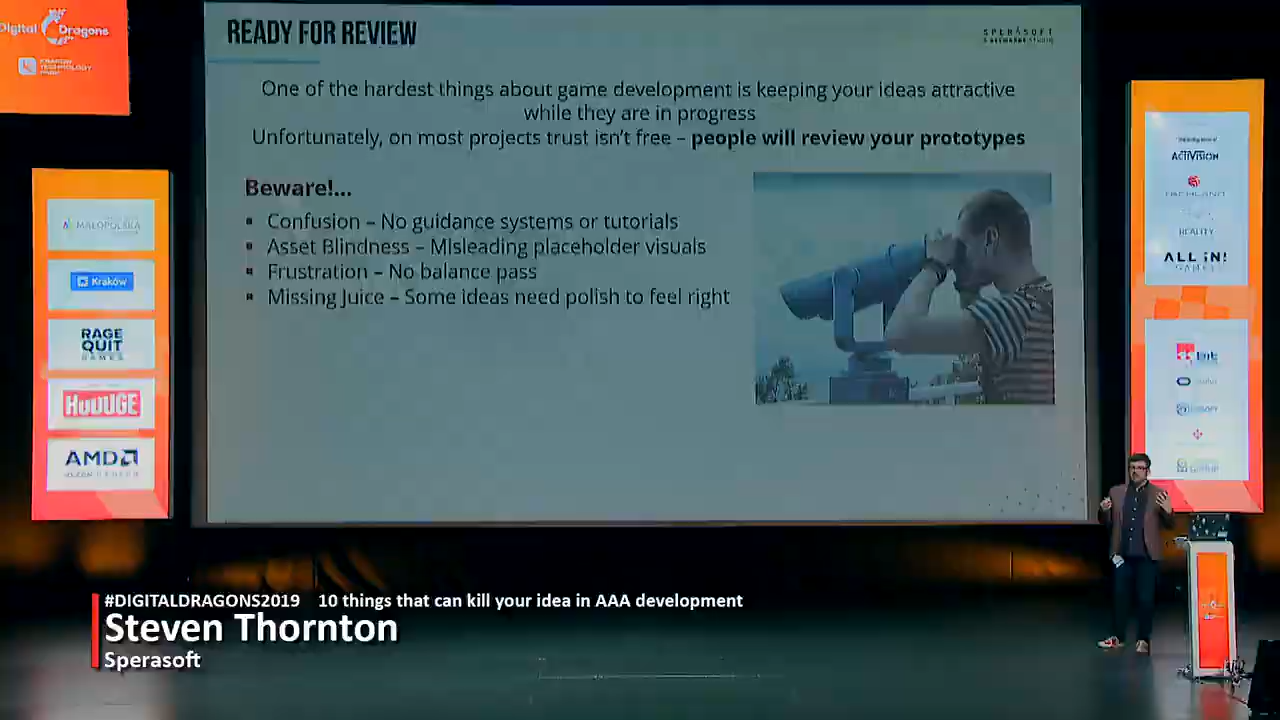 Digital Dragons
KRAKOW
TECHNOLOGY
PARK
READY FOR REVIEW
SPERASOFT
One of the hardest things about game development is keeping your ideas attractive
while they are in progress
Unfortunately, on most projects trust isn't free – people will review your prototypes
Beware!...
▪ Confusion – No guidance systems or tutorials
▪ Asset Blindness – Misleading placeholder visuals
▪ Frustration – No balance pass
▪ Missing Juice – Some ideas need polish to feel right
MAŁOPOLSKA
Kraków
RAGE
QUIT
GAMES
HUUUGE
AMD
ACTIVISION
REALITY
ALL iN!
GAMES
#DIGITALDRAGONS2019 10 things that can kill your idea in AAA development
Steven Thornton
Sperasoft